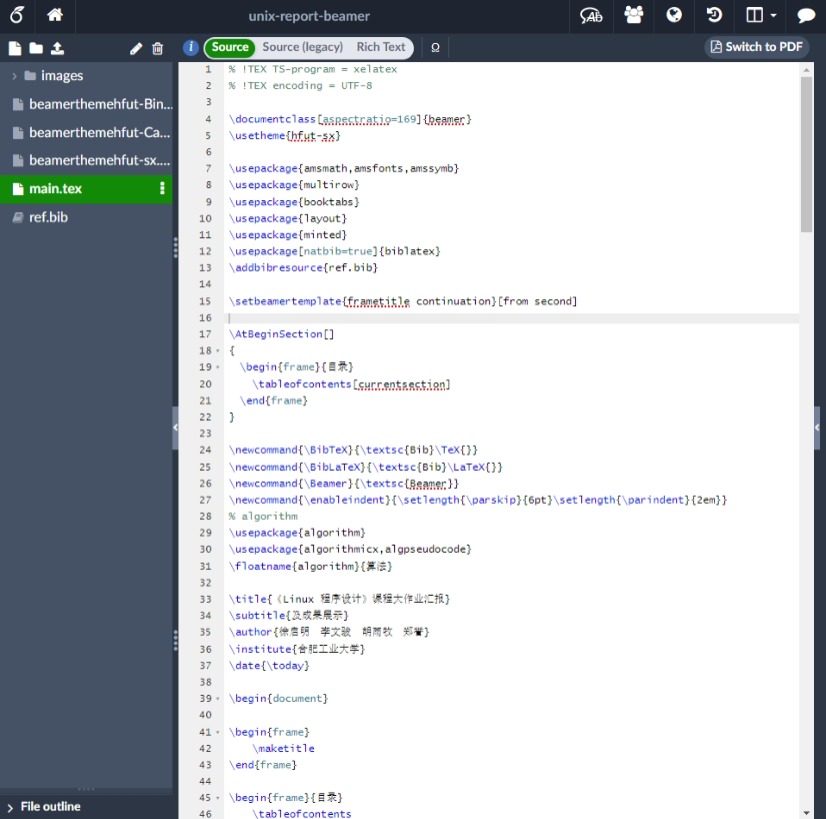 unix-report-beamer
Source Source (legacy) Rich Text Ω Switch to PDF
images
beamerthemehfut-Bin...
beamerthemehfut-Ca...
beamerthemehfut-sx....
main.tex
ref.bib
File outline
1 % !TEX TS-program = xelatex
2 % !TEX encoding = UTF-8
3
4 \documentclass[aspectratio=169]{beamer}
5 \usetheme{hfut-sx}
6
7 \usepackage{amsmath,amsfonts,amssymb}
8 \usepackage{multirow}
9 \usepackage{booktabs}
10 \usepackage{layout}
11 \usepackage{minted}
12 \usepackage[natbib=true]{biblatex}
13 \addbibresource{ref.bib}
14
15 \setbeamertemplate{frametitle continuation}[from second]
16
17 \AtBeginSection[]
18 {
19 \begin{frame}{目录}
20 \tableofcontents[currentsection]
21 \end{frame}
22 }
23
24 \newcommand{\BibTeX}{\textsc{Bib}\TeX{}}
25 \newcommand{\BibLaTeX}{\textsc{Bib}\LaTeX{}}
26 \newcommand{\Beamer}{\textsc{Beamer}}
27 \newcommand{\enableindent}{\setlength{\parskip}{6pt}\setlength{\parindent}{2em}}
28 % algorithm
29 \usepackage{algorithm}
30 \usepackage{algorithmicx,algpseudocode}
31 \floatname{algorithm}{算法}
32
33 \title{《Linux 程序设计》课程大作业汇报}
34 \subtitle{及成果展示}
35 \author{徐启明 李文骏 胡雨牧 郑誉}
36 \institute{合肥工业大学}
37 \date{\today}
38
39 \begin{document}
40
41 \begin{frame}
42 \maketitle
43 \end{frame}
44
45 \begin{frame}{目录}
46 \tableofcontents